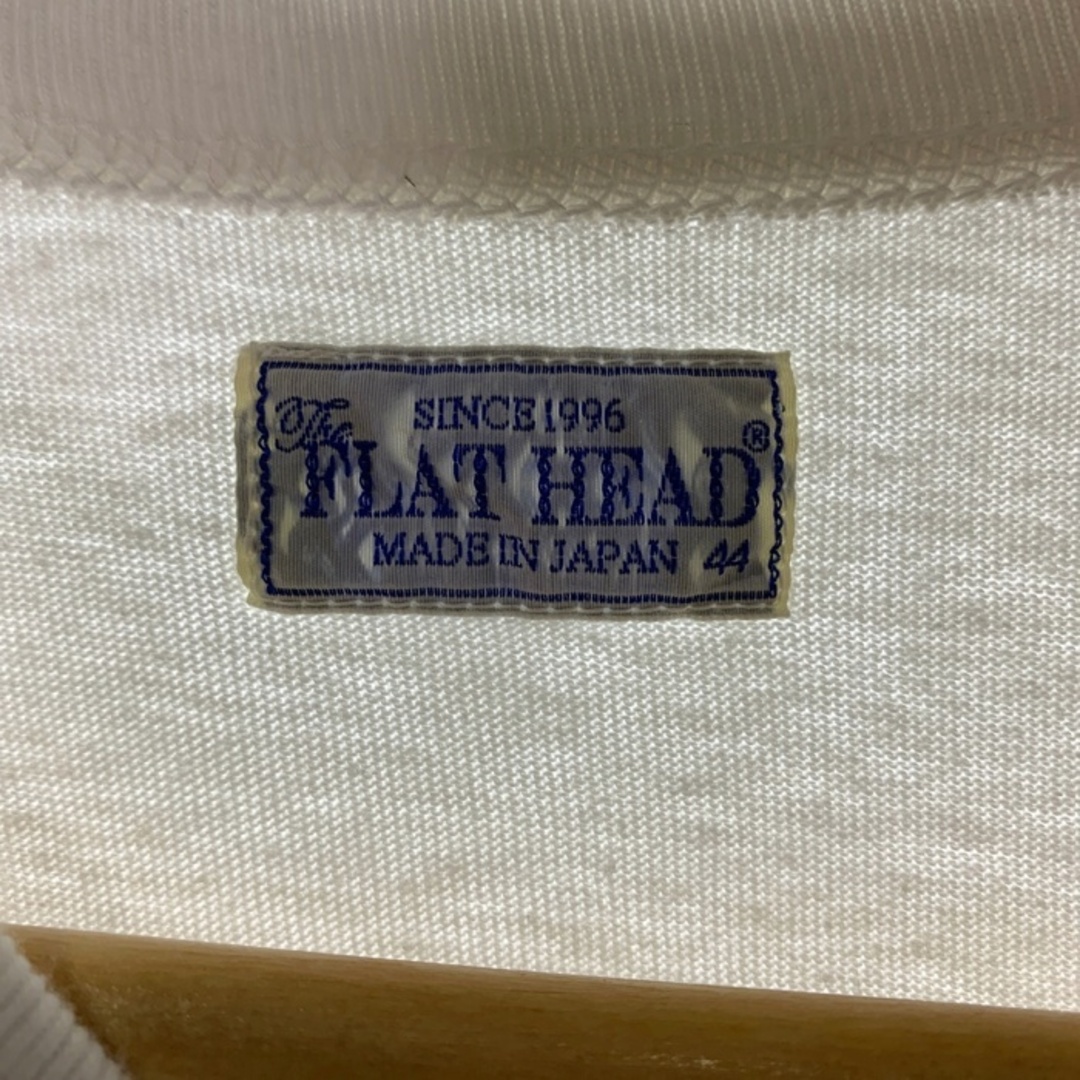 SINCE 1996
The
FLAT HEAD®
MADE IN JAPAN 44